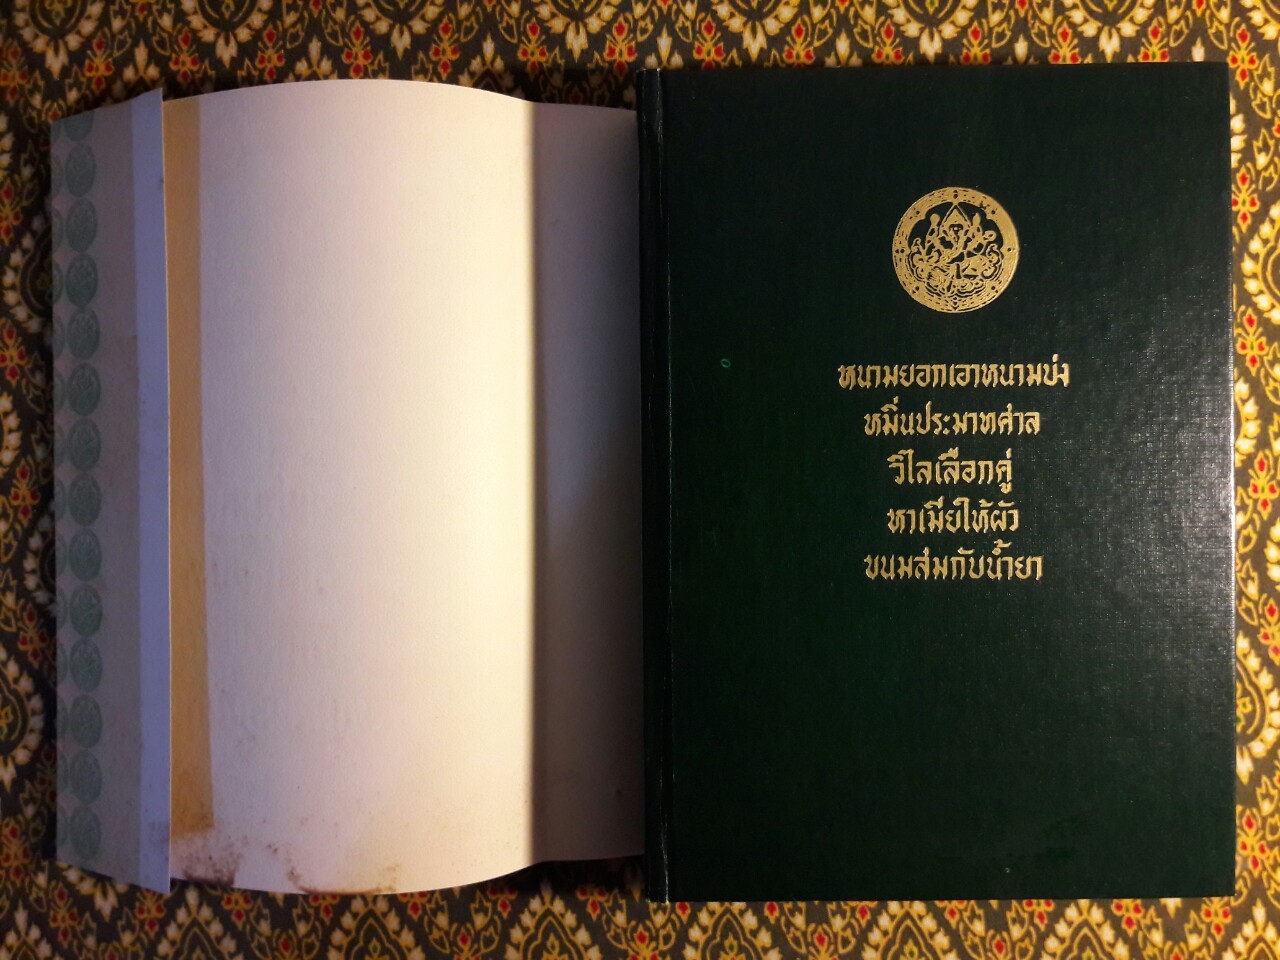 หนามยอกเอาหนามบ่ง
หมิ่นประมาทศาล
วิไลเลือกคู่
หาเมียให้ผัว
ขนมสมกับน้ำยา